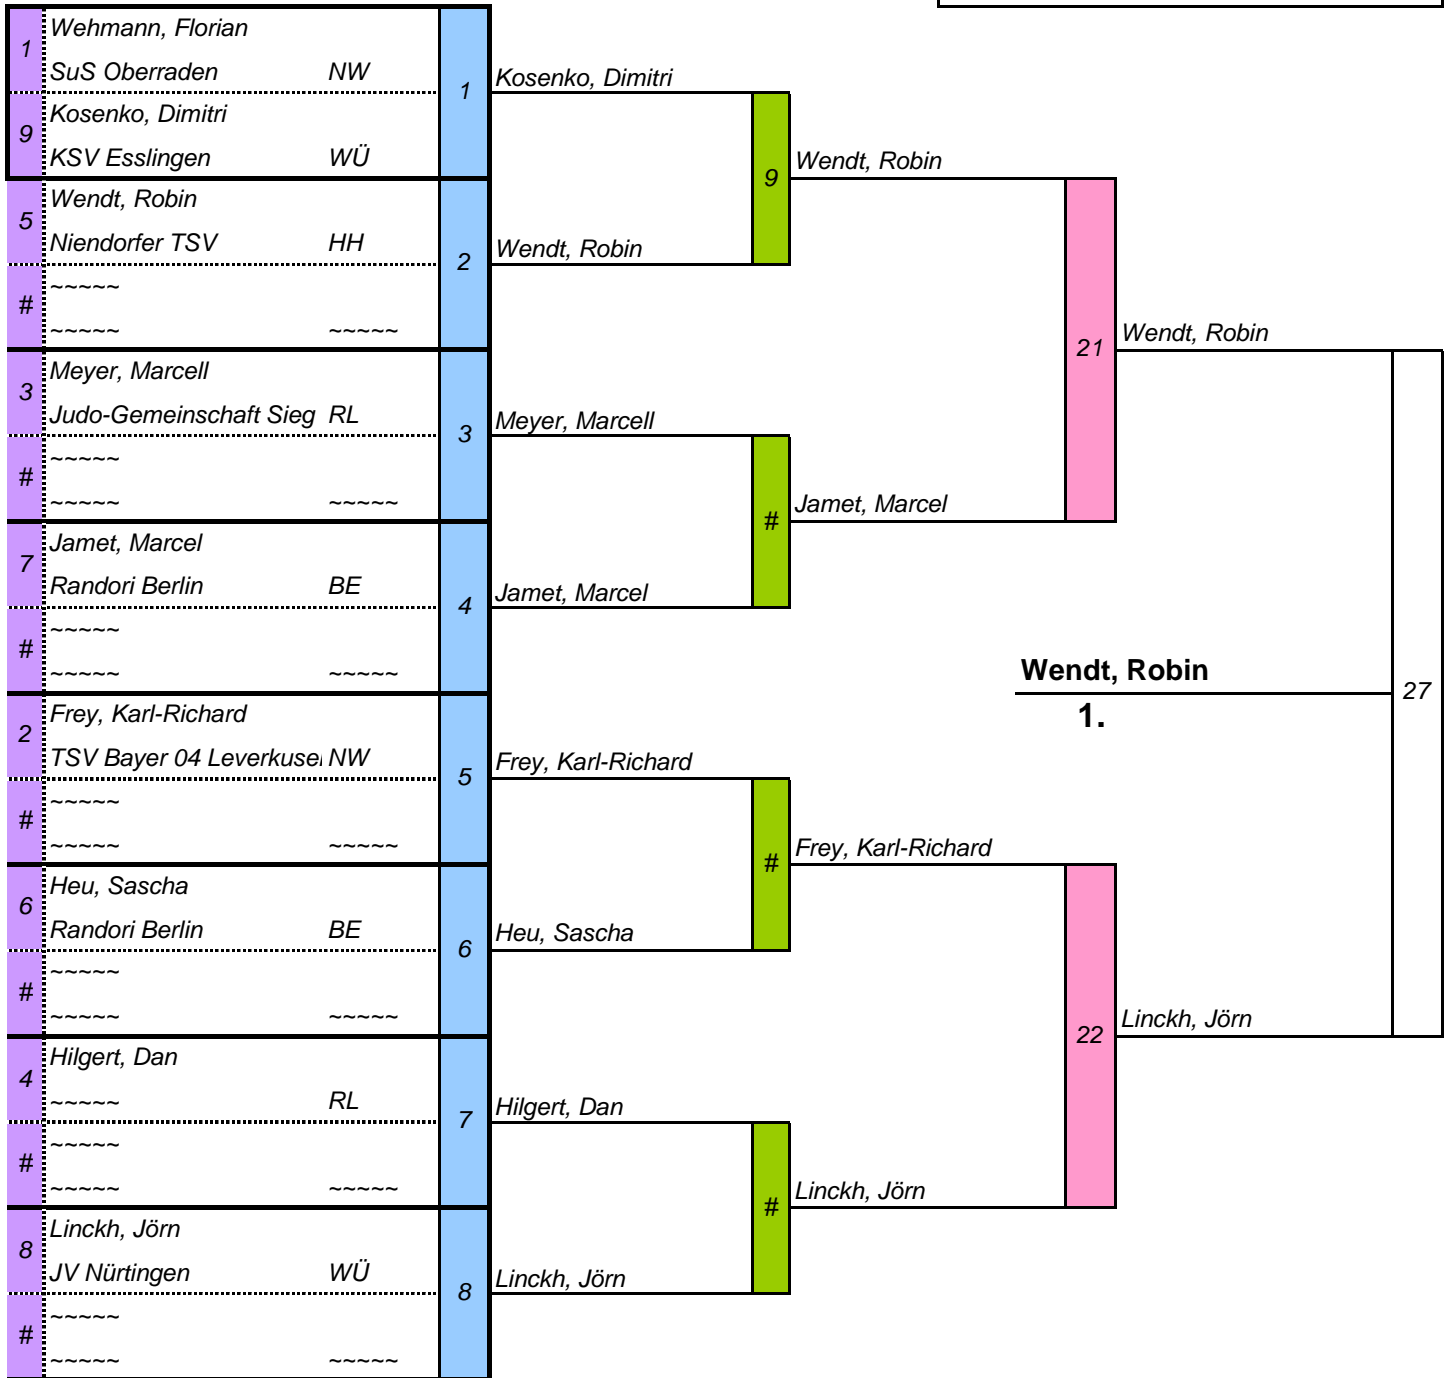 1
Wehmann, Florian
SuS Oberraden NW
9
Kosenko, Dimitri
KSV Esslingen WÜ
1
5
Wendt, Robin
Niendorfer TSV HH
#
~~~~~
~~~~~ ~~~~~
2
3
Meyer, Marcell
Judo-Gemeinschaft Sieg RL
#
~~~~~
~~~~~ ~~~~~
3
7
Jamet, Marcel
Randori Berlin BE
#
~~~~~
~~~~~ ~~~~~
4
2
Frey, Karl-Richard
TSV Bayer 04 Leverkusen NW
#
~~~~~
~~~~~ ~~~~~
5
6
Heu, Sascha
Randori Berlin BE
#
~~~~~
~~~~~ ~~~~~
6
4
Hilgert, Dan
~~~~~ RL
#
~~~~~
~~~~~ ~~~~~
7
8
Linckh, Jörn
JV Nürtingen WÜ
#
~~~~~
~~~~~ ~~~~~
8
Kosenko, Dimitri
9
Wendt, Robin
Meyer, Marcell
#
Jamet, Marcel
Frey, Karl-Richard
#
Heu, Sascha
Hilgert, Dan
#
Linckh, Jörn
Wendt, Robin
21
Jamet, Marcel
Frey, Karl-Richard
22
Linckh, Jörn
Wendt, Robin
27
Linckh, Jörn
Wendt, Robin
1.